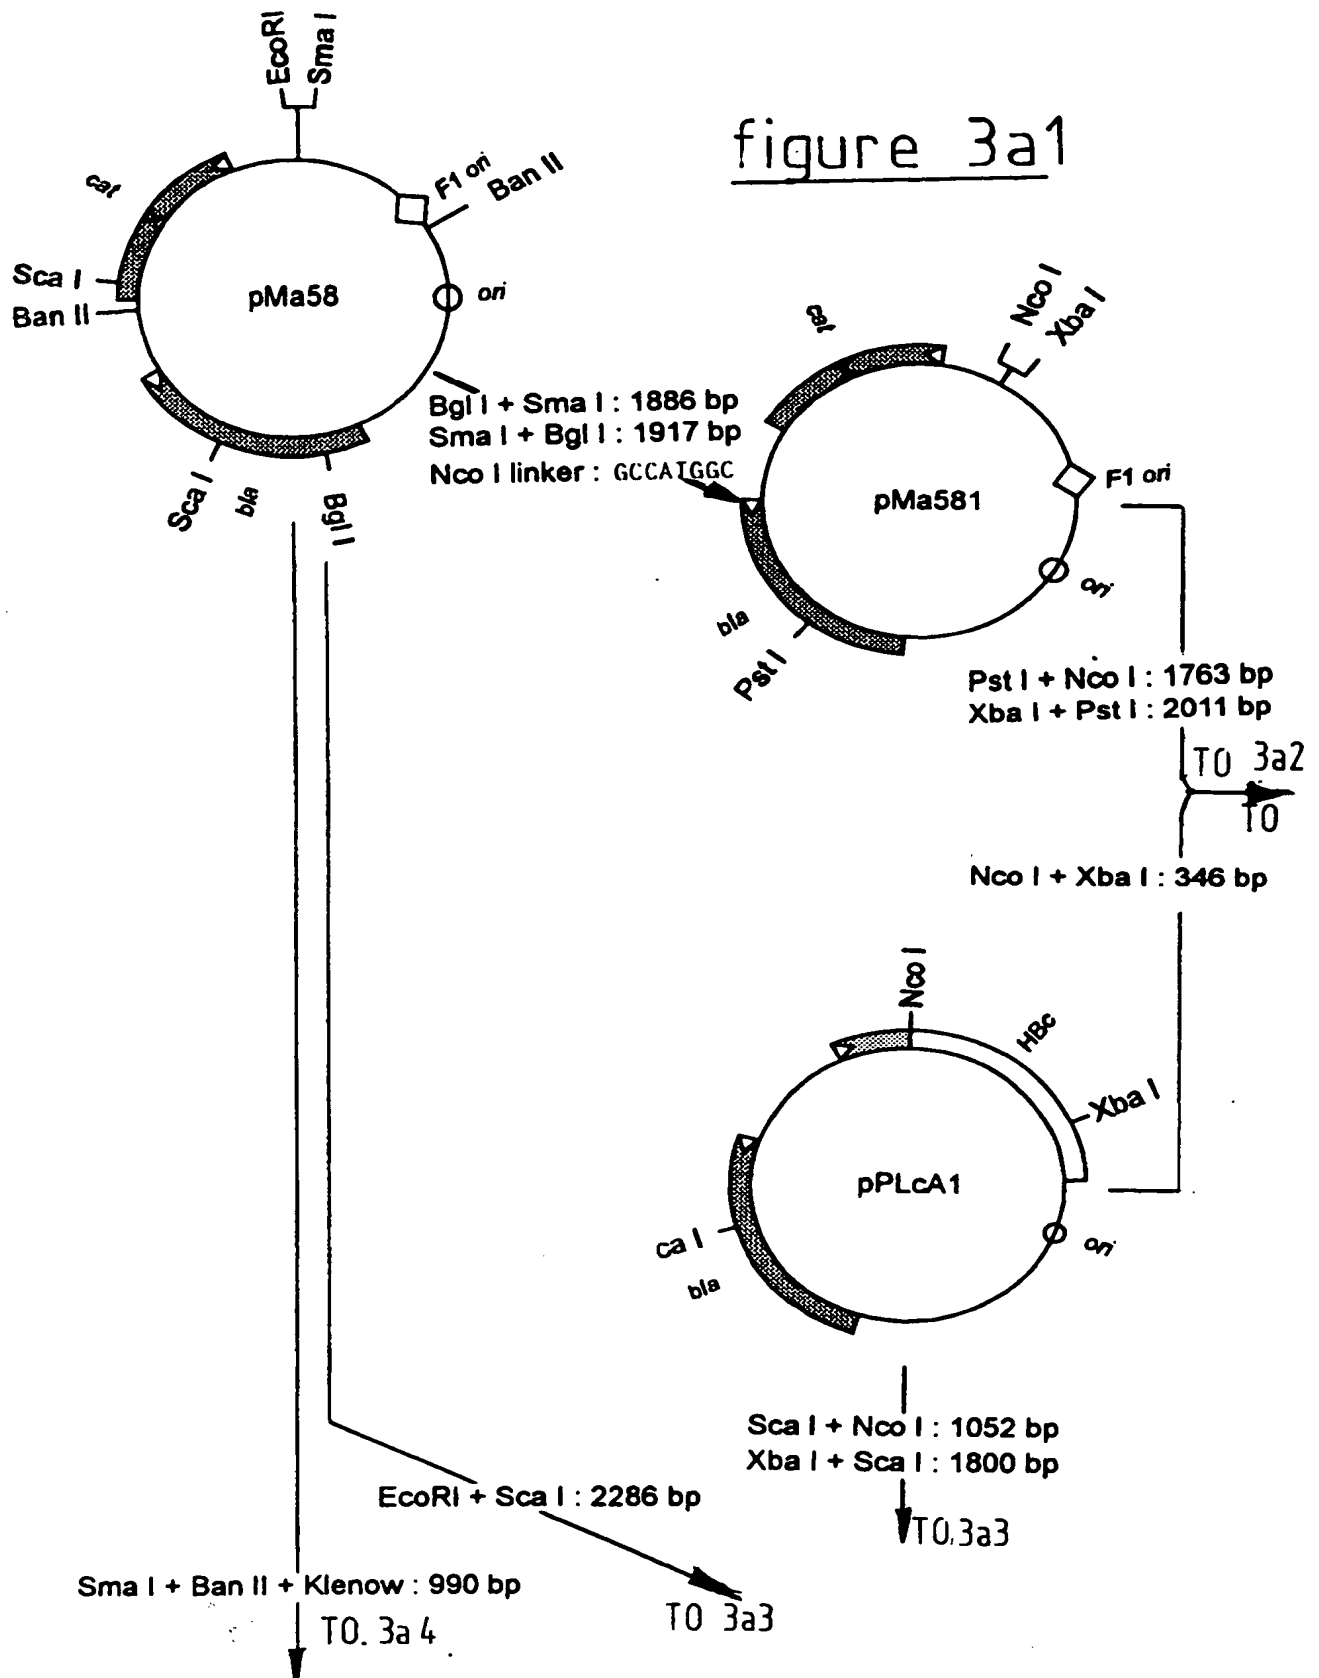 figure 3a1
EcoRI
Sma I
cat
F1 ori
Ban II
Sca I
Ban II
pMa58
ori
Sca I
bla
Bgl I
Bgl I + Sma I : 1886 bp
Sma I + Bgl I : 1917 bp
Nco I linker : GCCATGGC
cat
Nco I
Xba I
pMa581
F1 ori
ori
bla
Pst I
Pst I + Nco I : 1763 bp
Xba I + Pst I : 2011 bp
TO 3a2
TO
Nco I + Xba I : 346 bp
Nco I
HBc
Xba I
pPLcA1
ca I
bla
ori
Sca I + Nco I : 1052 bp
Xba I + Sca I : 1800 bp
TO.3a3
EcoRI + Sca I : 2286 bp
TO 3a3
Sma I + Ban II + Klenow : 990 bp
TO. 3a4